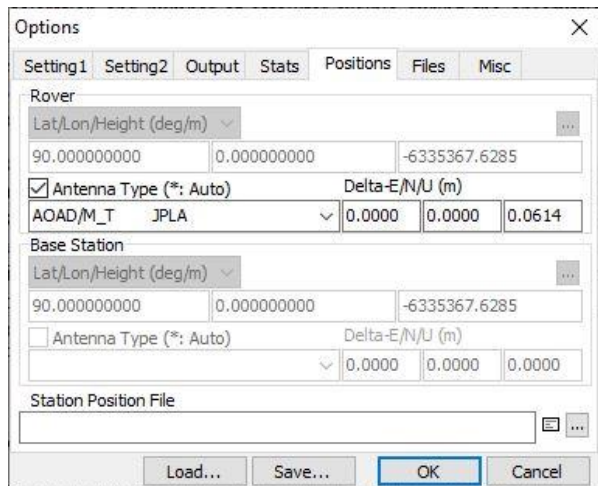 Options
Setting1 Setting2 Output Stats Positions Files Misc
Rover
Lat/Lon/Height (deg/m)
...
90.000000000 0.000000000 -6335367.6285
Antenna Type (*: Auto) Delta-E/N/U (m)
AOAD/M_T JPLA 0.0000 0.0000 0.0614
Base Station
Lat/Lon/Height (deg/m)
...
90.000000000 0.000000000 -6335367.6285
Antenna Type (*: Auto) Delta-E/N/U (m)
0.0000 0.0000 0.0000
Station Position File
...
Load... Save... OK Cancel